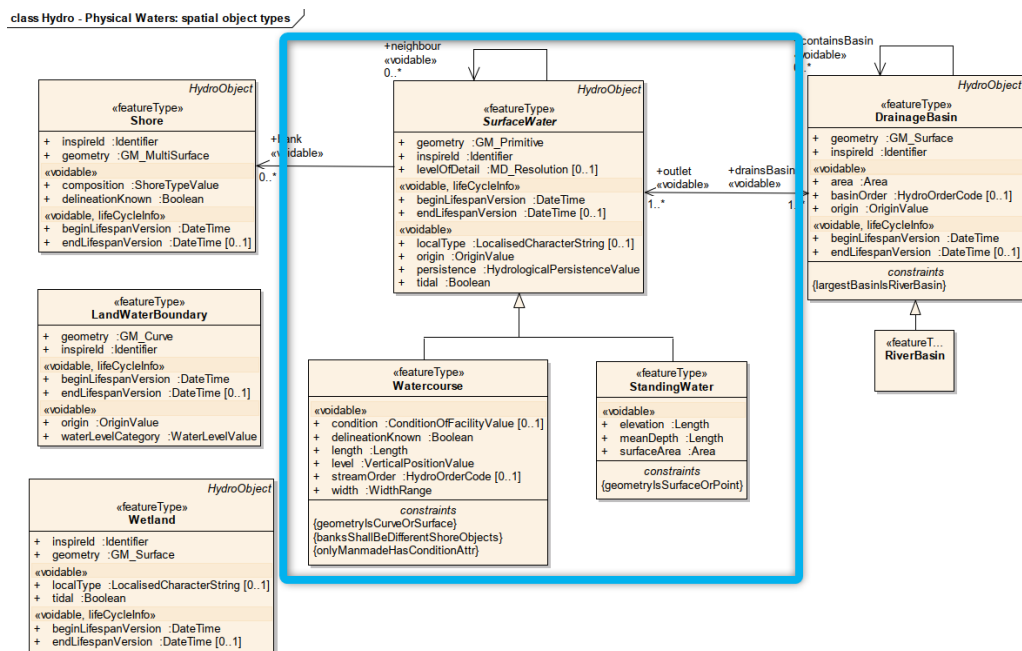 class Hydro - Physical Waters: spatial object types
HydroObject
«featureType»
Shore
+ inspireId :Identifier
+ geometry :GM_MultiSurface
«voidable»
+ composition :ShoreTypeValue
+ delineationKnown :Boolean
«voidable, lifeCycleInfo»
+ beginLifespanVersion :DateTime
+ endLifespanVersion :DateTime [0..1]
«featureType»
LandWaterBoundary
+ geometry :GM_Curve
+ inspireId :Identifier
«voidable, lifeCycleInfo»
+ beginLifespanVersion :DateTime
+ endLifespanVersion :DateTime [0..1]
«voidable»
+ origin :OriginValue
+ waterLevelCategory :WaterLevelValue
HydroObject
«featureType»
Wetland
+ inspireId :Identifier
+ geometry :GM_Surface
«voidable»
+ localType :LocalisedCharacterString [0..1]
+ tidal :Boolean
«voidable, lifeCycleInfo»
+ beginLifespanVersion :DateTime
+ endLifespanVersion :DateTime [0..1]
+bank
«voidable»
0..*
+neighbour
«voidable»
0..*
HydroObject
«featureType»
SurfaceWater
+ geometry :GM_Primitive
+ inspireId :Identifier
+ levelOfDetail :MD_Resolution [0..1]
«voidable, lifeCycleInfo»
+ beginLifespanVersion :DateTime
+ endLifespanVersion :DateTime [0..1]
«voidable»
+ localType :LocalisedCharacterString [0..1]
+ origin :OriginValue
+ persistence :HydrologicalPersistenceValue
+ tidal :Boolean
«featureType»
Watercourse
«voidable»
+ condition :ConditionOfFacilityValue [0..1]
+ delineationKnown :Boolean
+ length :Length
+ level :VerticalPositionValue
+ streamOrder :HydroOrderCode [0..1]
+ width :WidthRange
constraints
{geometryIsCurveOrSurface}
{banksShallBeDifferentShoreObjects}
{onlyManmadeHasConditionAttr}
«featureType»
StandingWater
«voidable»
+ elevation :Length
+ meanDepth :Length
+ surfaceArea :Area
constraints
{geometryIsSurfaceOrPoint}
+outlet
«voidable»
1..*
+drainsBasin
«voidable»
1..*
+containsBasin
«voidable»
0..*
HydroObject
«featureType»
DrainageBasin
+ geometry :GM_Surface
+ inspireId :Identifier
«voidable»
+ area :Area
+ basinOrder :HydroOrderCode [0..1]
+ origin :OriginValue
«voidable, lifeCycleInfo»
+ beginLifespanVersion :DateTime
+ endLifespanVersion :DateTime [0..1]
constraints
{largestBasinIsRiverBasin}
«featureT...
RiverBasin